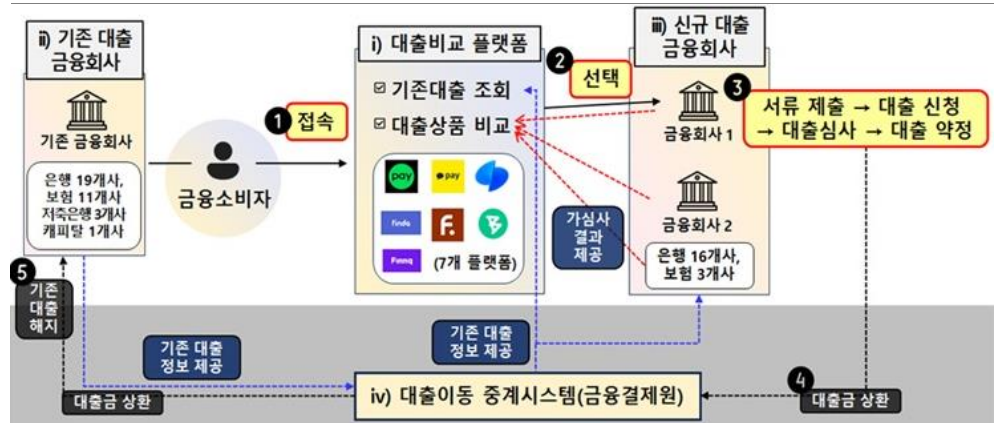 ii) 기존 대출
금융회사
기존 금융회사
은행 19개사,
보험 11개사
저축은행 3개사
캐피탈 1개사
1 접속
금융소비자
i) 대출비교 플랫폼
기존대출 조회
대출상품 비교
pay
pay
finda
F.
Finnq
(7개 플랫폼)
2 선택
iii) 신규 대출
금융회사
금융회사 1
금융회사 2
은행 16개사,
보험 3개사
3
서류 제출 → 대출 신청
→ 대출심사 → 대출 약정
가심사
결과
제공
5
기존
대출
해지
기존 대출
정보 제공
기존 대출
정보 제공
대출금 상환
iv) 대출이동 중계시스템(금융결제원)
4
대출금 상환